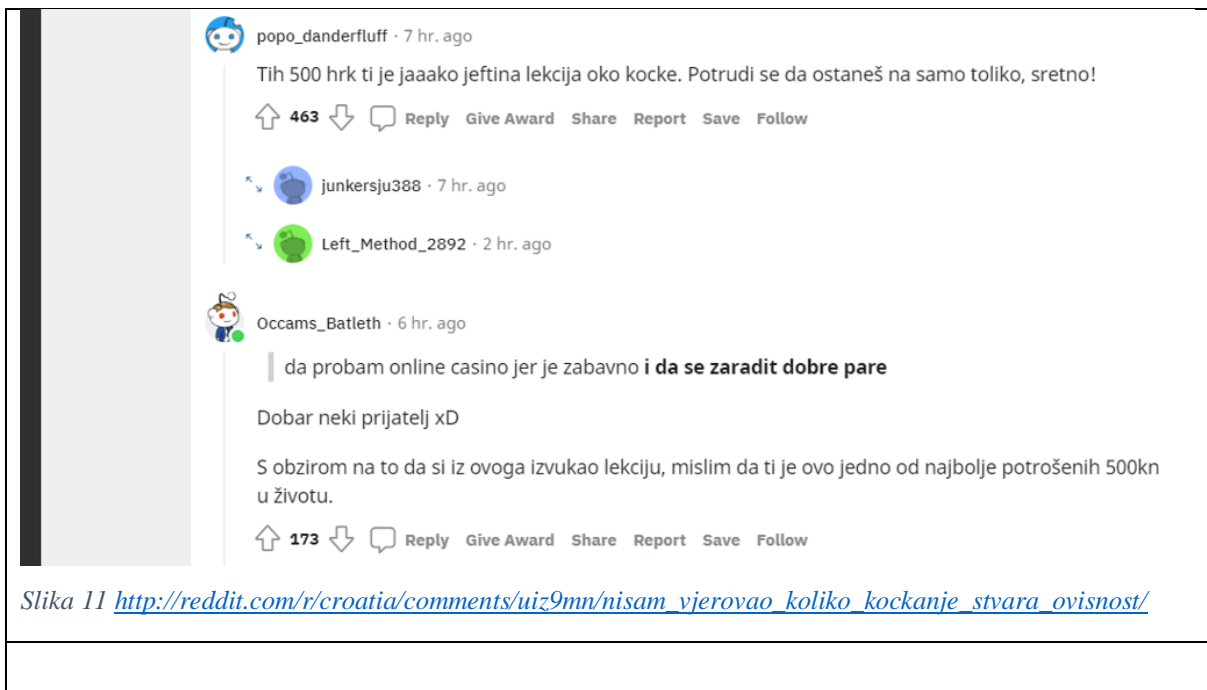 popo_danderfluff · 7 hr. ago
Tih 500 hrk ti je jaaako jeftina lekcija oko kocke. Potrudi se da ostaneš na samo toliko, sretno!
463 Reply Give Award Share Report Save Follow
junkersju388 · 7 hr. ago
Left_Method_2892 · 2 hr. ago
Occams_Batleth · 6 hr. ago
da probam online casino jer je zabavno i da se zaradit dobre pare
Dobar neki prijatelj xD
S obzirom na to da si iz ovoga izvukao lekciju, mislim da ti je ovo jedno od najbolje potrošenih 500kn
u životu.
173 Reply Give Award Share Report Save Follow
Slika 11 http://reddit.com/r/croatia/comments/uiz9mn/nisam_vjerovao_koliko_kockanje_stvara_ovisnost/